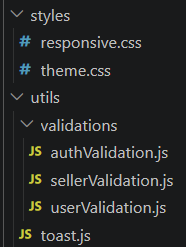 styles
# responsive.css
# theme.css
utils
validations
JS authValidation.js
JS sellerValidation.js
JS userValidation.js
JS toast.js